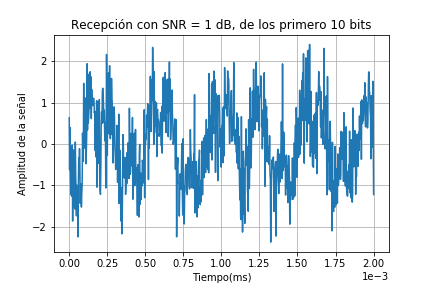 Recepción con SNR = 1 dB, de los primero 10 bits
2
1
0
−1
−2
Amplitud de la señal
0.00 0.25 0.50 0.75 1.00 1.25 1.50 1.75 2.00
1e−3
Tiempo(ms)